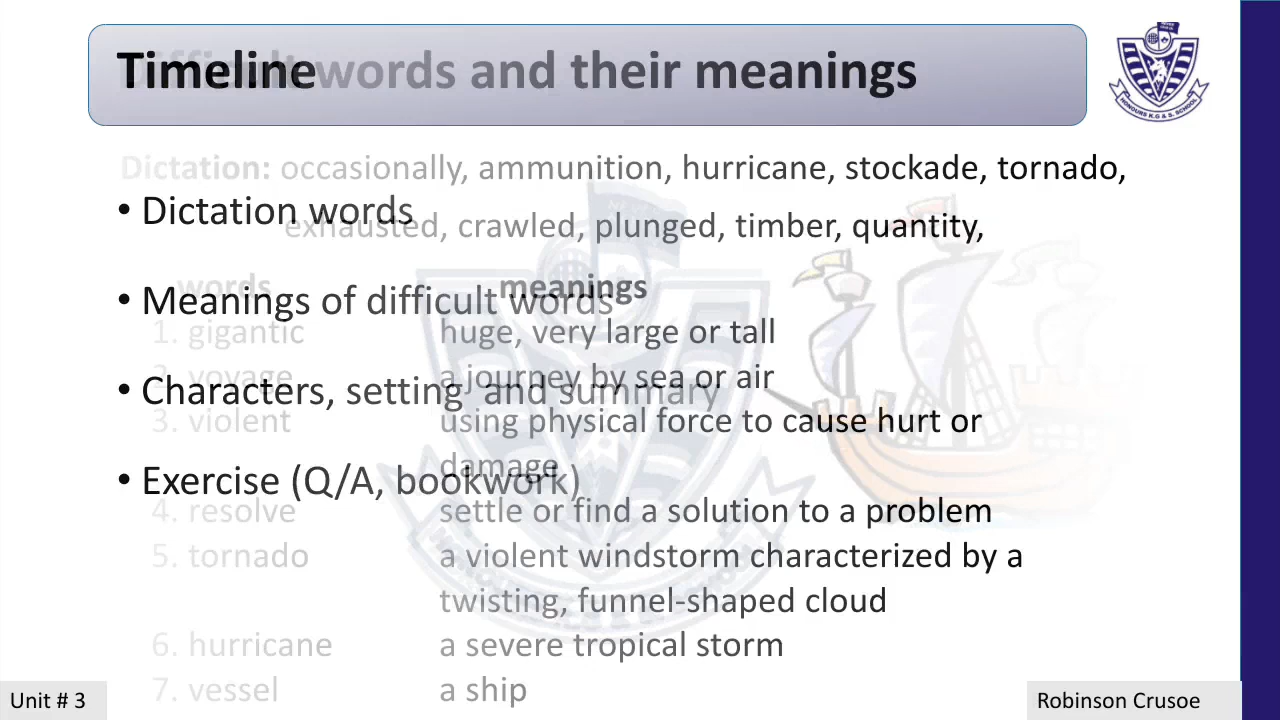 Timeline
Difficult words and their meanings
Dictation: occasionally, ammunition, hurricane, stockade, tornado,
exhausted, crawled, plunged, timber, quantity,
• Dictation words
• Meanings of difficult words
• Characters, setting and summary
• Exercise (Q/A, bookwork)
words meanings
1. gigantic huge, very large or tall
2. voyage a journey by sea or air
3. violent using physical force to cause hurt or
damage
4. resolve settle or find a solution to a problem
5. tornado a violent windstorm characterized by a
twisting, funnel-shaped cloud
6. hurricane a severe tropical storm
7. vessel a ship
HONOURS K.G & S. SCHOOL
Unit # 3
Robinson Crusoe